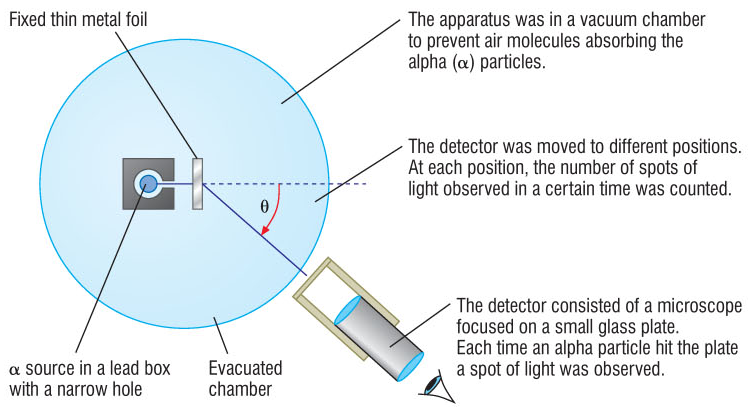 Fixed thin metal foil
The apparatus was in a vacuum chamber
to prevent air molecules absorbing the
alpha (α) particles.
The detector was moved to different positions.
At each position, the number of spots of
light observed in a certain time was counted.
θ
The detector consisted of a microscope
focused on a small glass plate.
Each time an alpha particle hit the plate
a spot of light was observed.
α source in a lead box
with a narrow hole
Evacuated
chamber